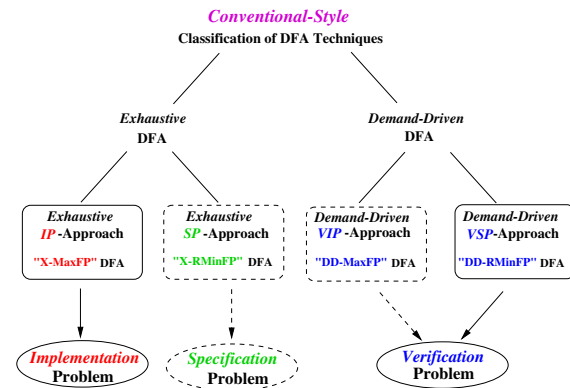 Conventional-Style
Classification of DFA Techniques
Exhaustive
DFA
Demand-Driven
DFA
Exhaustive
IP -Approach
"X-MaxFP" DFA
Exhaustive
SP -Approach
"X-RMinFP" DFA
Demand-Driven
VIP -Approach
"DD-MaxFP" DFA
Demand-Driven
VSP-Approach
"DD-RMinFP" DFA
Implementation
Problem
Specification
Problem
Verification
Problem